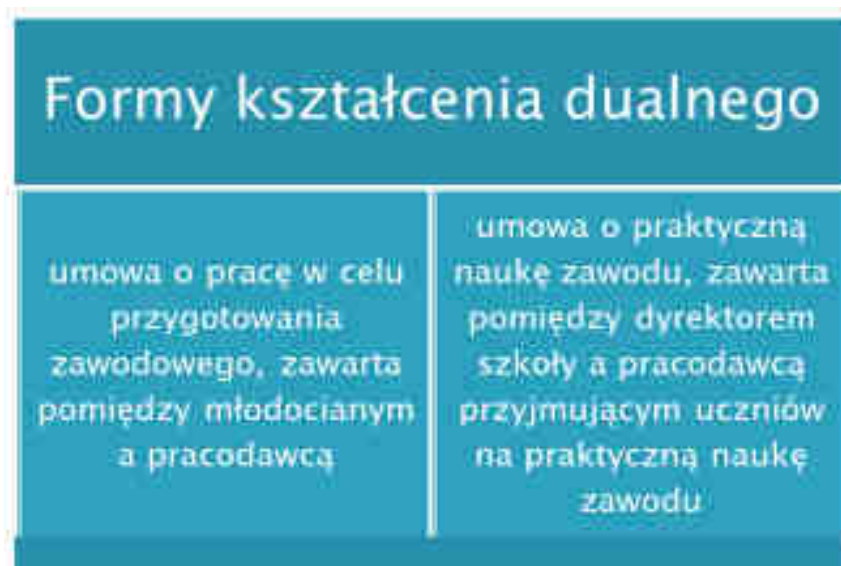 Formy kształcenia dualnego
umowa o pracę w celu
przygotowania
zawodowego, zawarta
pomiędzy młodocianym
a pracodawcą
umowa o praktyczną
naukę zawodu, zawarta
pomiędzy dyrektorem
szkoły a pracodawcą
przyjmującym uczniów
na praktyczną naukę
zawodu